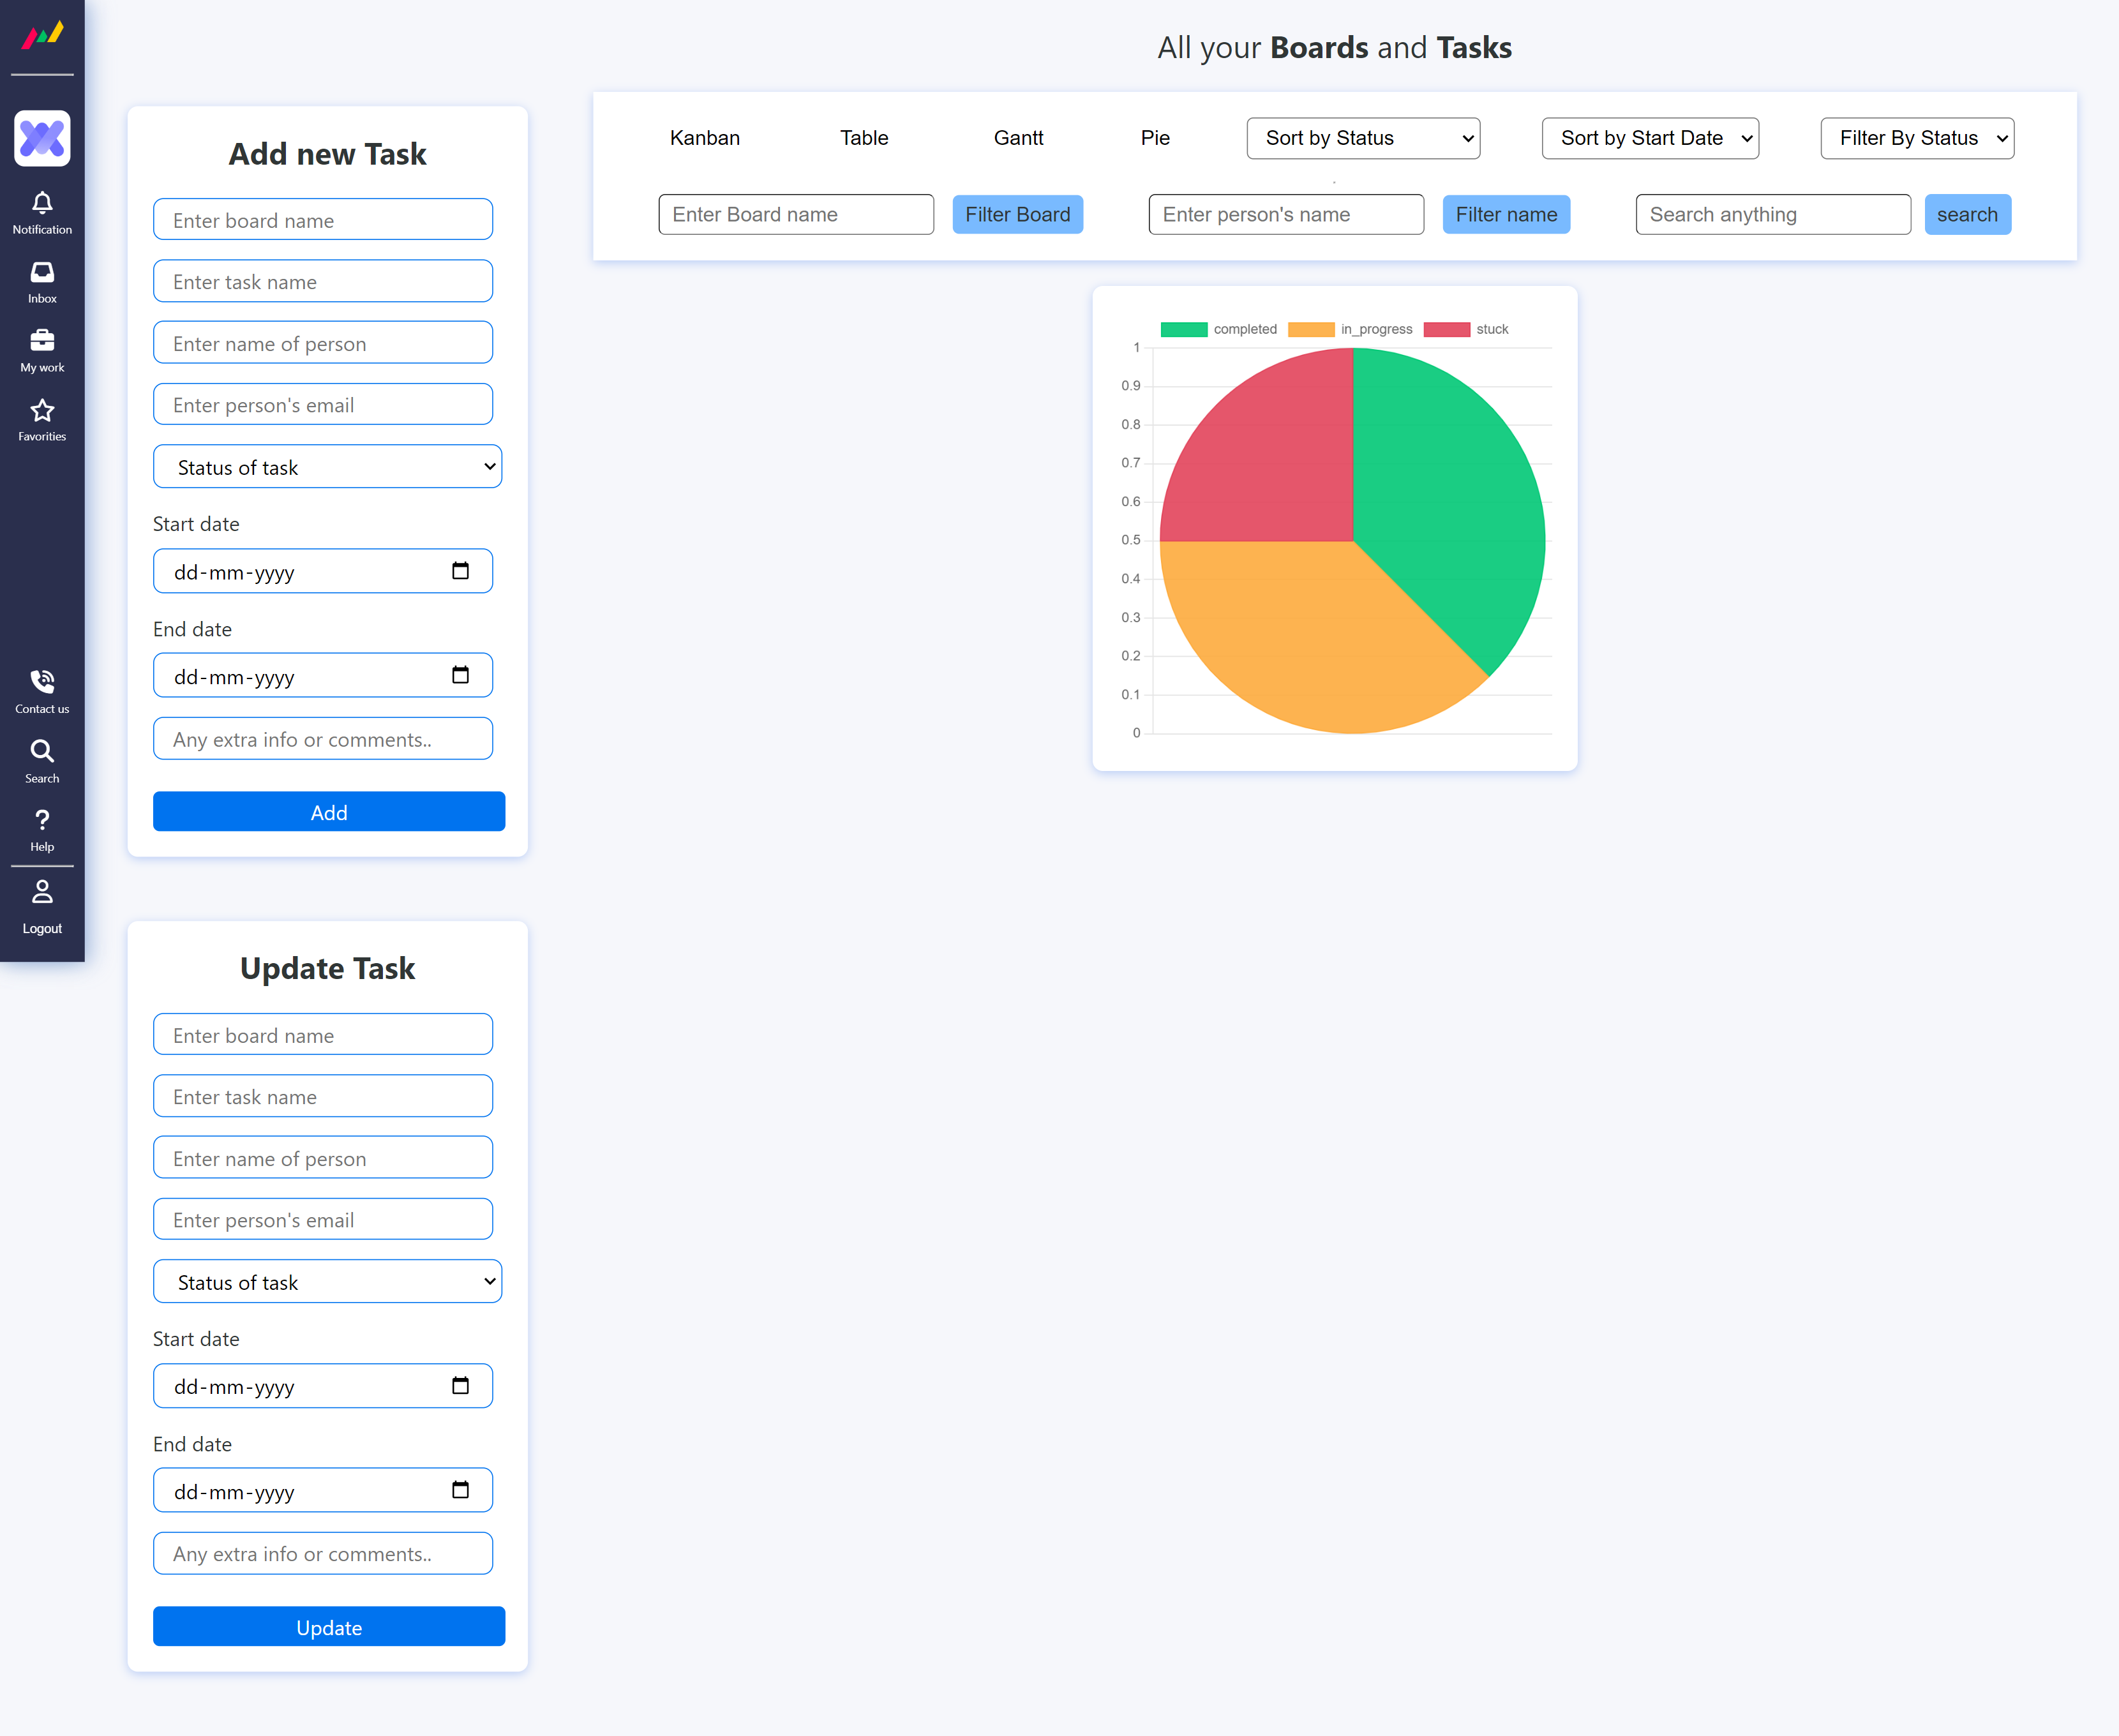 Notification
Inbox
My work
Favorities
Contact us
Search
Help
Logout
Add new Task
Enter board name
Enter task name
Enter name of person
Enter person's email
Status of task
Start date
dd-mm-yyyy
End date
dd-mm-yyyy
Any extra info or comments..
Add
Update Task
Enter board name
Enter task name
Enter name of person
Enter person's email
Status of task
Start date
dd-mm-yyyy
End date
dd-mm-yyyy
Any extra info or comments..
Update
All your Boards and Tasks
Kanban Table Gantt Pie Sort by Status Sort by Start Date Filter By Status
Enter Board name Filter Board Enter person's name Filter name Search anything search
completed in_progress stuck
1
0.9
0.8
0.7
0.6
0.5
0.4
0.3
0.2
0.1
0